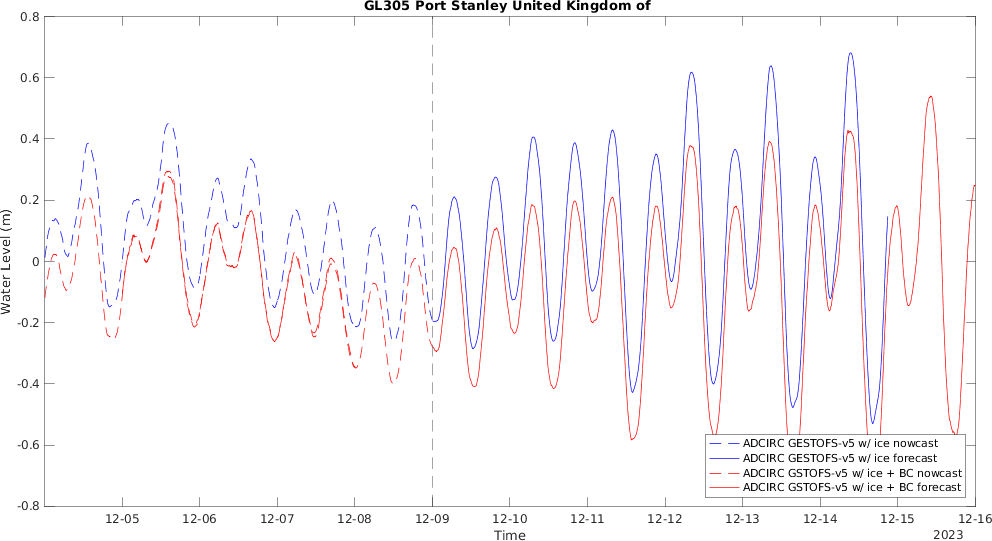 GL305 Port Stanley United Kingdom of
0.8
0.6
0.4
0.2
0
-0.2
-0.4
-0.6
-0.8
Water Level (m)
ADCIRC GESTOFS-v5 w/ ice nowcast
ADCIRC GESTOFS-v5 w/ ice forecast
ADCIRC GSTOFS-v5 w/ ice + BC nowcast
ADCIRC GSTOFS-v5 w/ ice + BC forecast
12-05 12-06 12-07 12-08 12-09 12-10 12-11 12-12 12-13 12-14 12-15 12-16
Time
2023